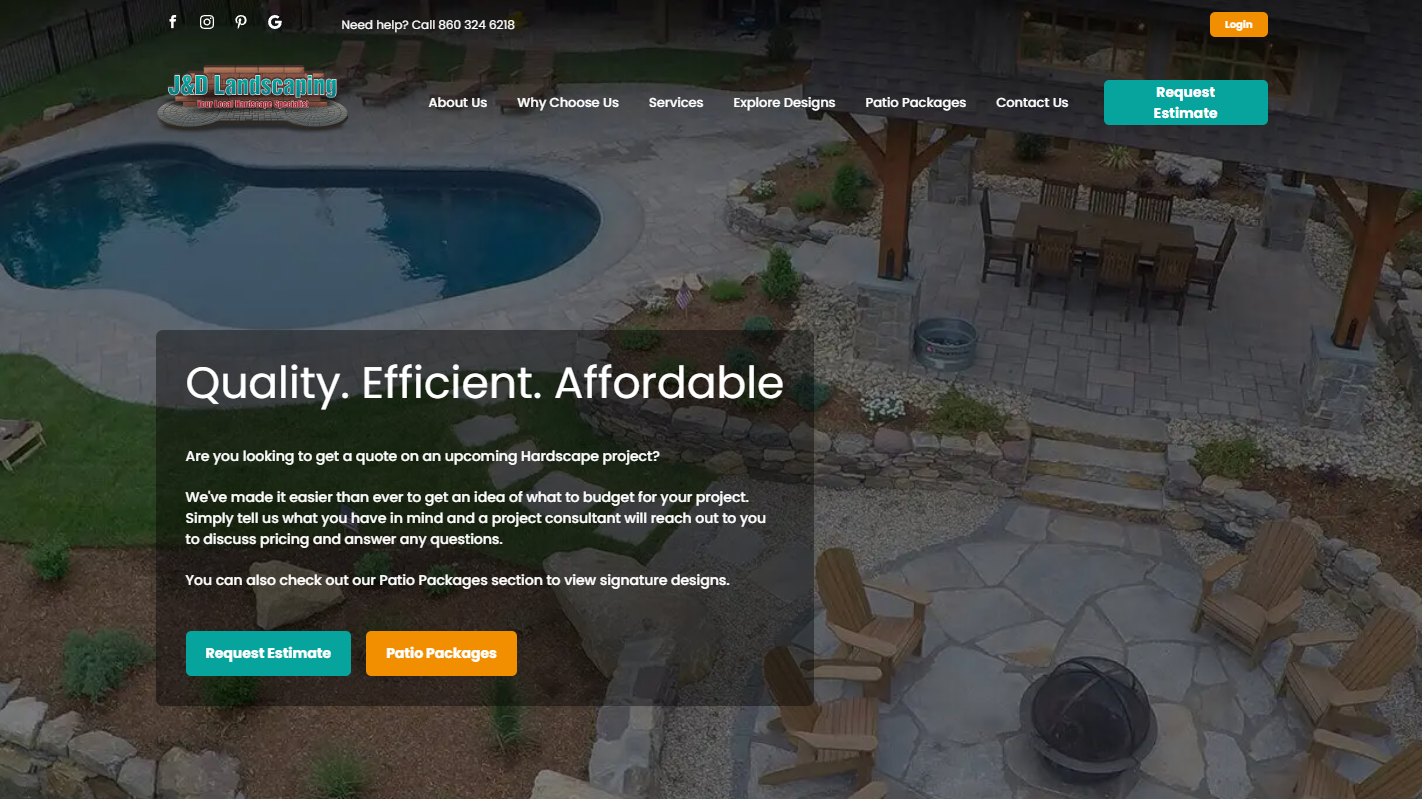 Need help? Call 860 324 6218
Login
J&D Landscaping
Your Local Hardscape Specialist
About Us
Why Choose Us
Services
Explore Designs
Patio Packages
Contact Us
Request
Estimate
Quality. Efficient. Affordable
Are you looking to get a quote on an upcoming Hardscape project?
We've made it easier than ever to get an idea of what to budget for your project.
Simply tell us what you have in mind and a project consultant will reach out to you
to discuss pricing and answer any questions.
You can also check out our Patio Packages section to view signature designs.
Request Estimate
Patio Packages